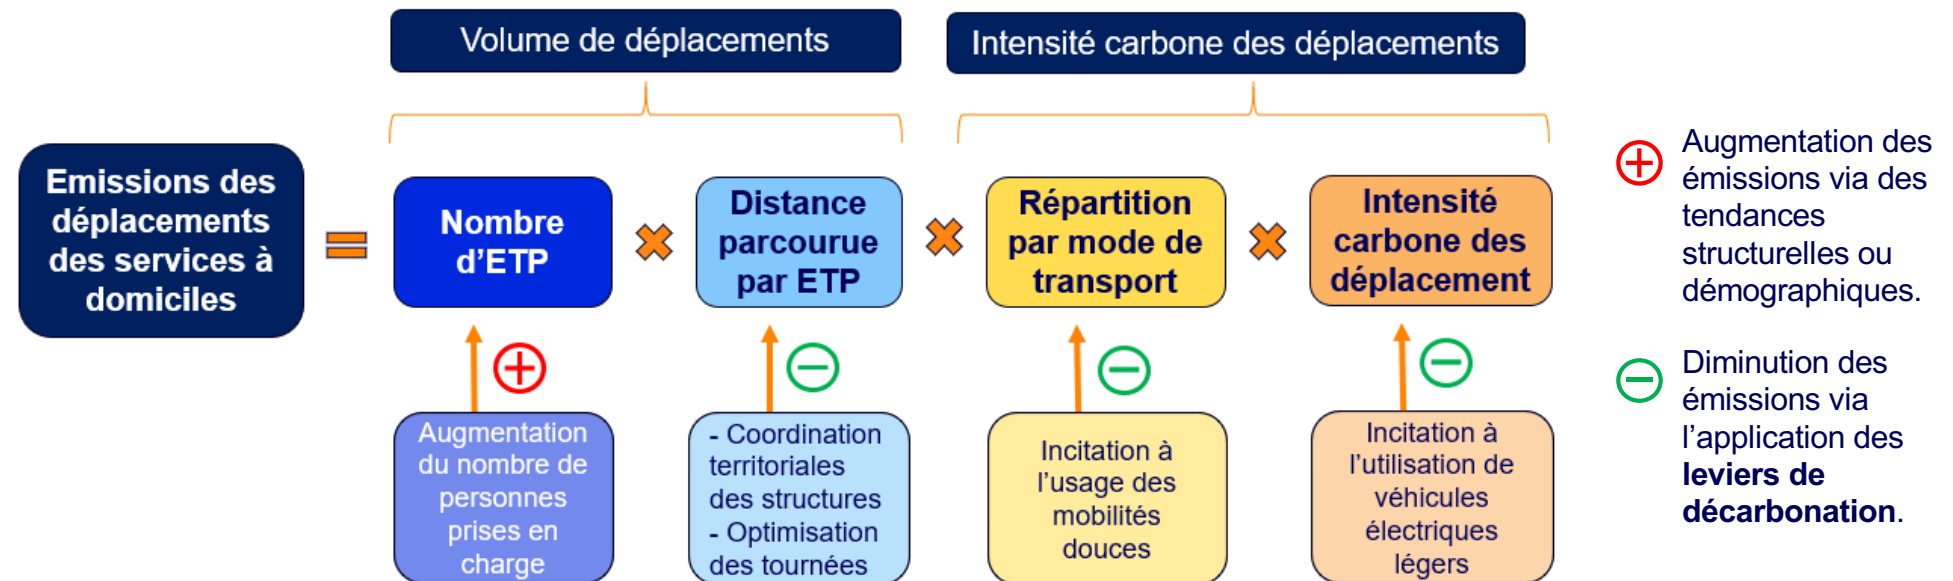 Volume de déplacements
Intensité carbone des déplacements
Emissions des
déplacements
des services à
domiciles
Nombre
d'ETP
Distance
parcourue
par ETP
Répartition
par mode de
transport
Intensité
carbone des
déplacement
Augmentation
du nombre de
personnes
prises en
charge
- Coordination
territoriales
des structures
- Optimisation
des tournées
Incitation à
l'usage des
mobilités
douces
Incitation à
l'utilisation de
véhicules
électriques
légers
Augmentation des
émissions via des
tendances
structurelles ou
démographiques.
Diminution des
émissions via
l'application des
leviers de
décarbonation.